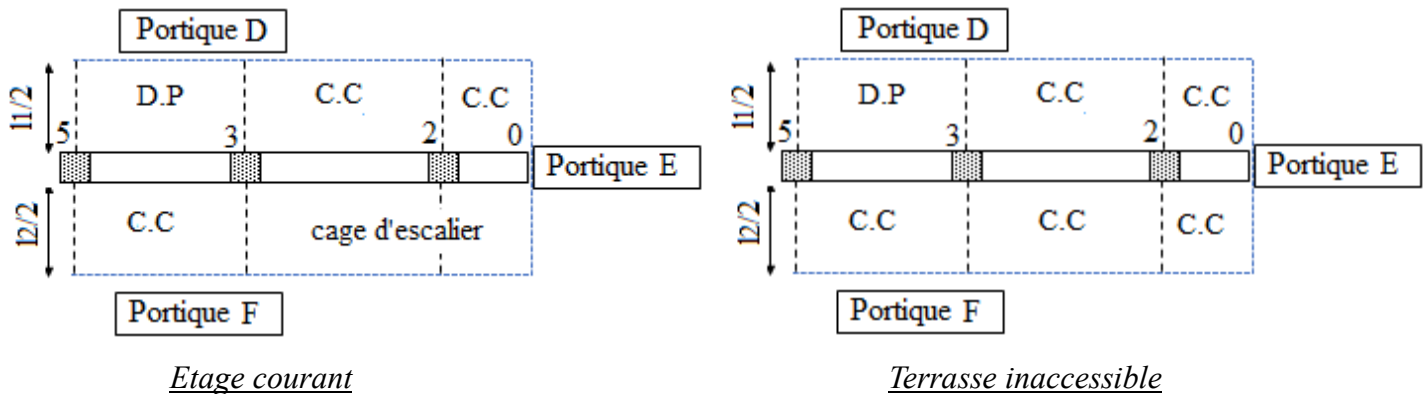 Portique D
l1/2
D.P
C.C
C.C
5
3
2
0
Portique E
l2/2
C.C
cage d'escalier
Portique F
Etage courant
Portique D
l1/2
D.P
C.C
C.C
5
3
2
0
Portique E
l2/2
C.C
C.C
C.C
Portique F
Terrasse inaccessible